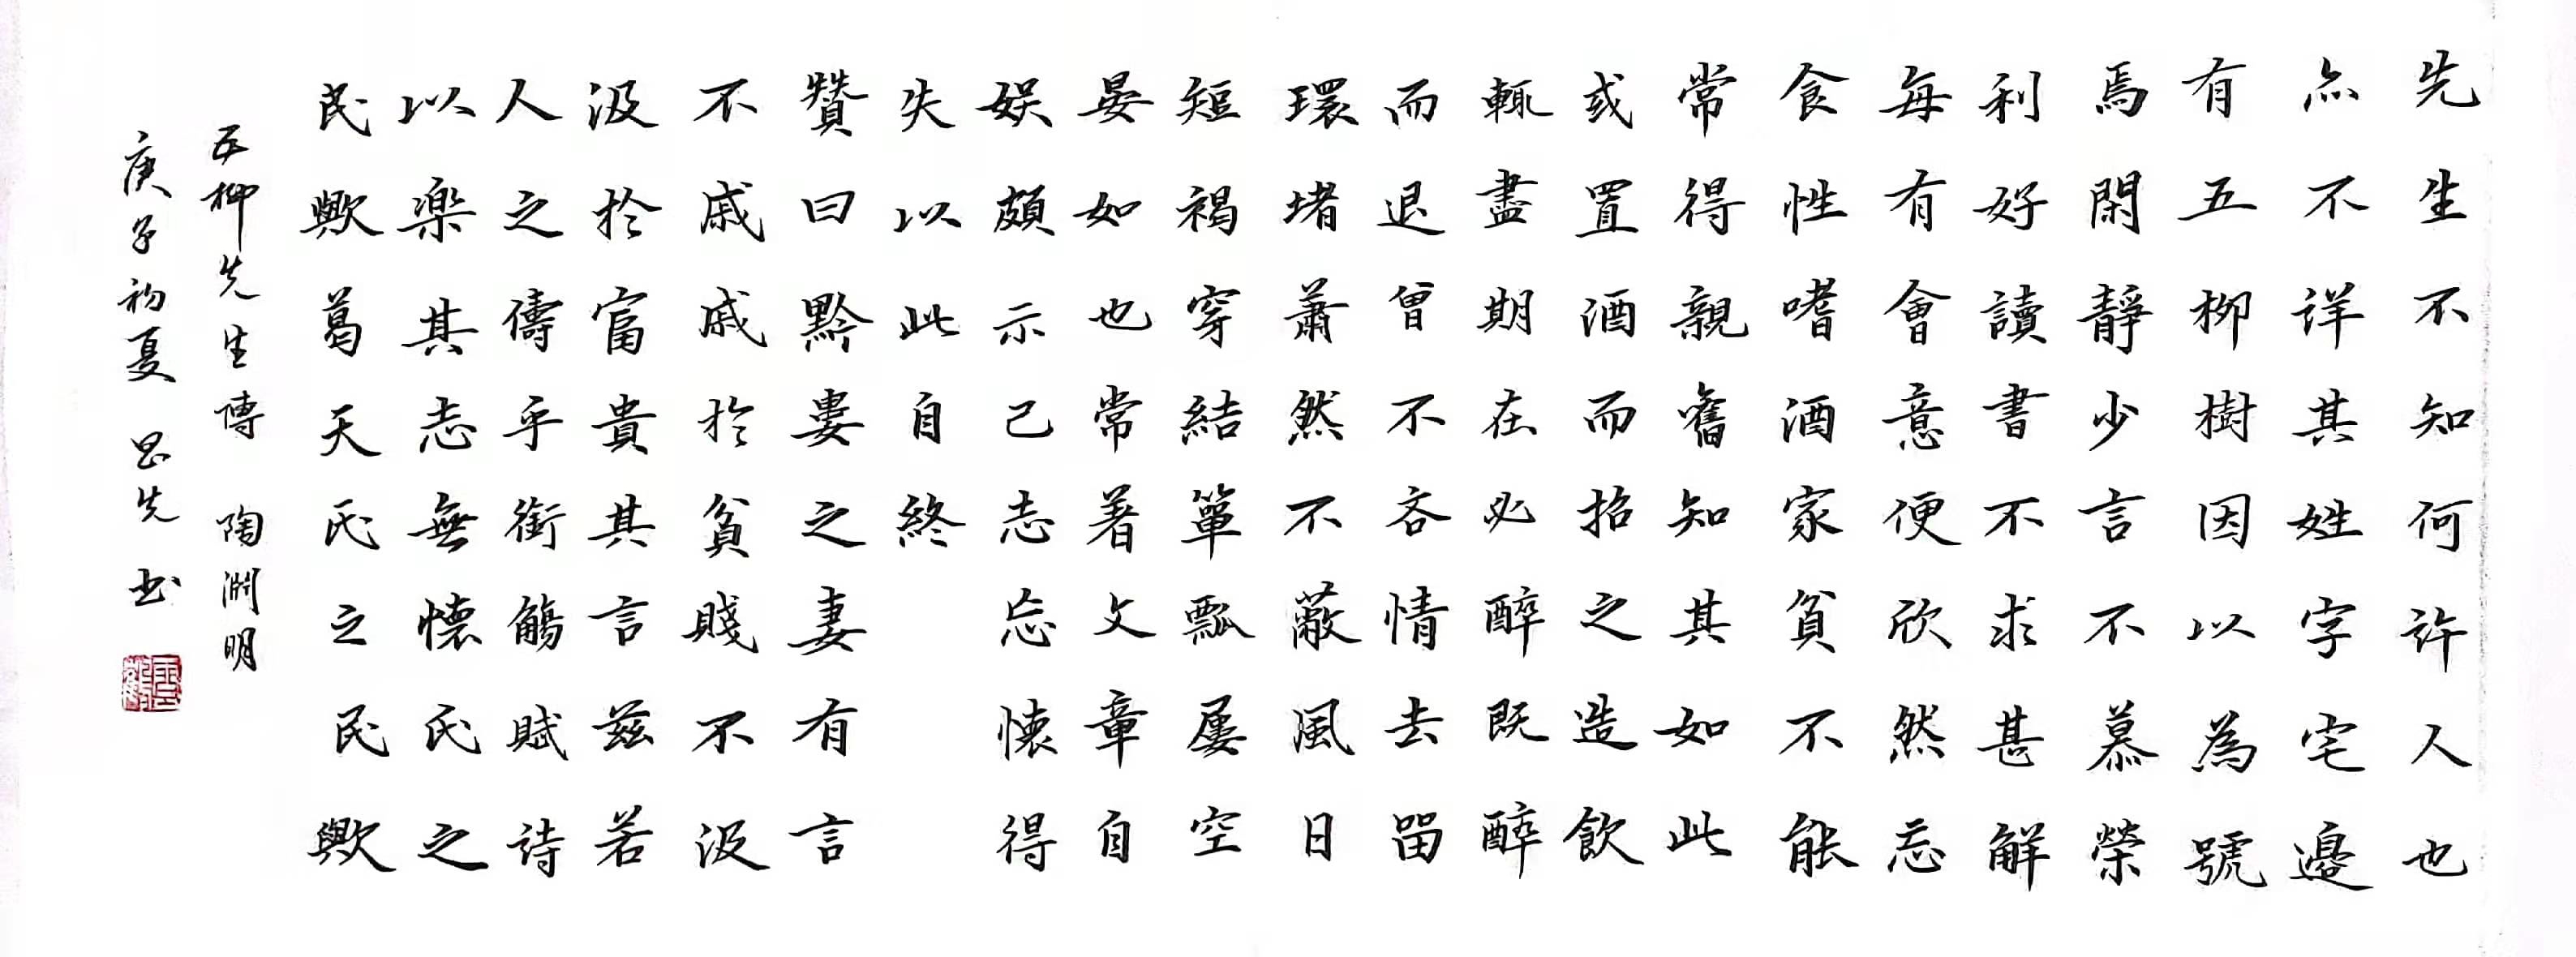 先生不知何許人也
亦不詳其姓字宅邊
有五柳樹因以為號
焉閑靜少言不慕榮
利好讀書不求甚解
每有會意便欣然忘
食性嗜酒家貧不能
常得親舊知其如此
或置酒而招之造飲
輒盡期在必醉既醉
而退曾不吝情去留
環堵蕭然不蔽風日
短褐穿結簞瓢屢空
晏如也常著文章自
娛頗示己志忘懷得
失以此自終
贊曰黔婁之妻有言
不戚戚於貧賤不汲
汲於富貴其言茲若
人之儔乎銜觴賦詩
以樂其志無懷氏之
民歟葛天氏之民歟
五柳先生傳 陶淵明
庚子初夏 先书